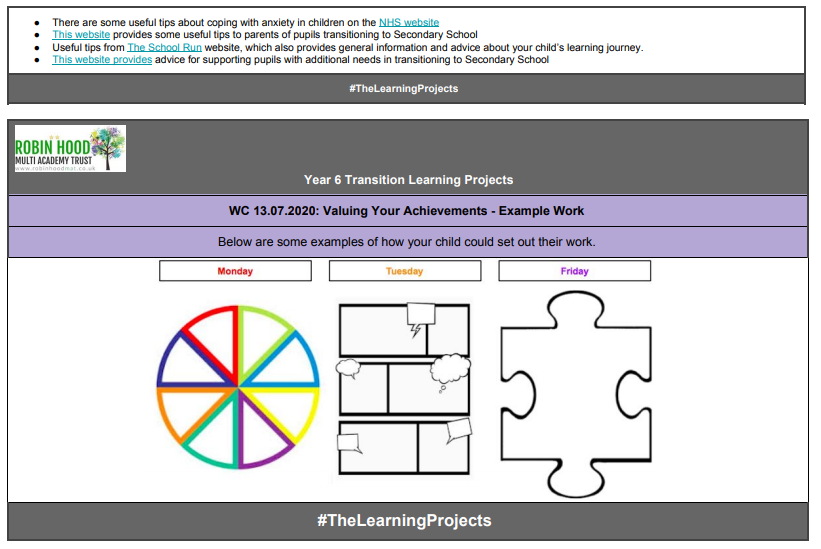 There are some useful tips about coping with anxiety in children on the NHS website
This website provides some useful tips to parents of pupils transitioning to Secondary School
Useful tips from The School Run website, which also provides general information and advice about your child's learning journey.
This website provides advice for supporting pupils with additional needs in transitioning to Secondary School
#TheLearningProjects
ROBIN HOOD
MULTI ACADEMY TRUST
www.robinhoodmat.co.uk
Year 6 Transition Learning Projects
WC 13.07.2020: Valuing Your Achievements - Example Work
Below are some examples of how your child could set out their work.
Monday
Tuesday
Friday
#TheLearningProjects